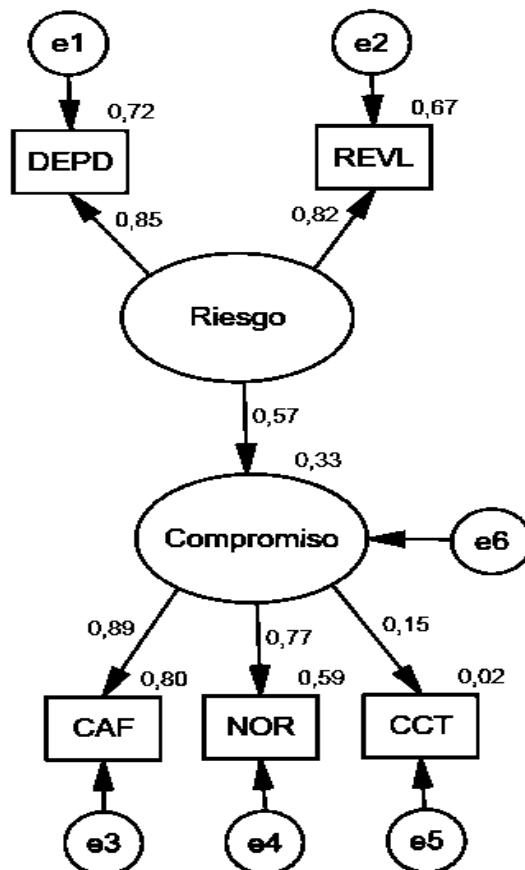 e1
e2
0,72
0,67
DEPD
REVL
0,85
0,82
Riesgo
0,57
0,33
Compromiso
e6
0,89
0,77
0,15
0,80
0,59
0,02
CAF
NOR
CCT
e3
e4
e5